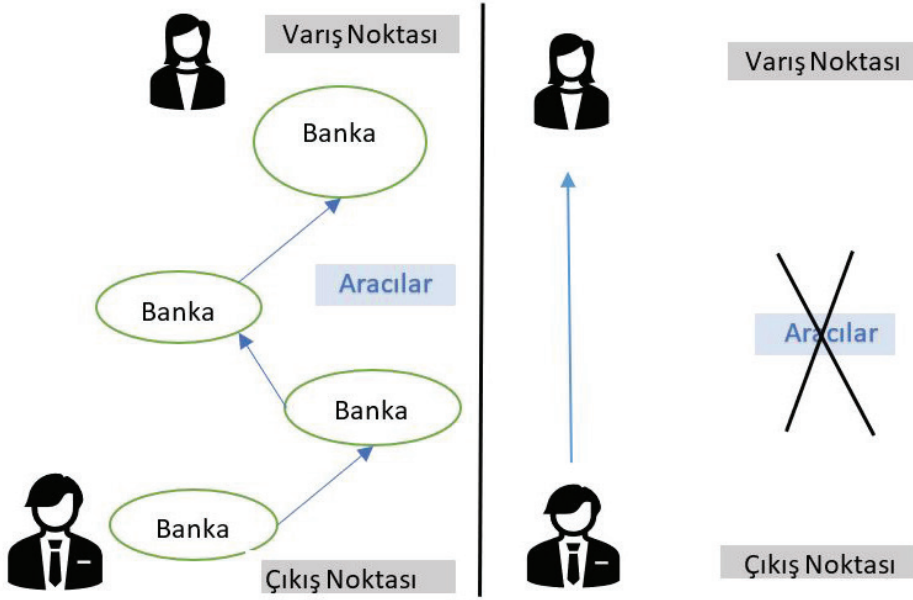 Varış Noktası
Banka
Aracılar
Banka
Banka
Banka
Çıkış Noktası
Varış Noktası
Aracılar
Çıkış Noktası